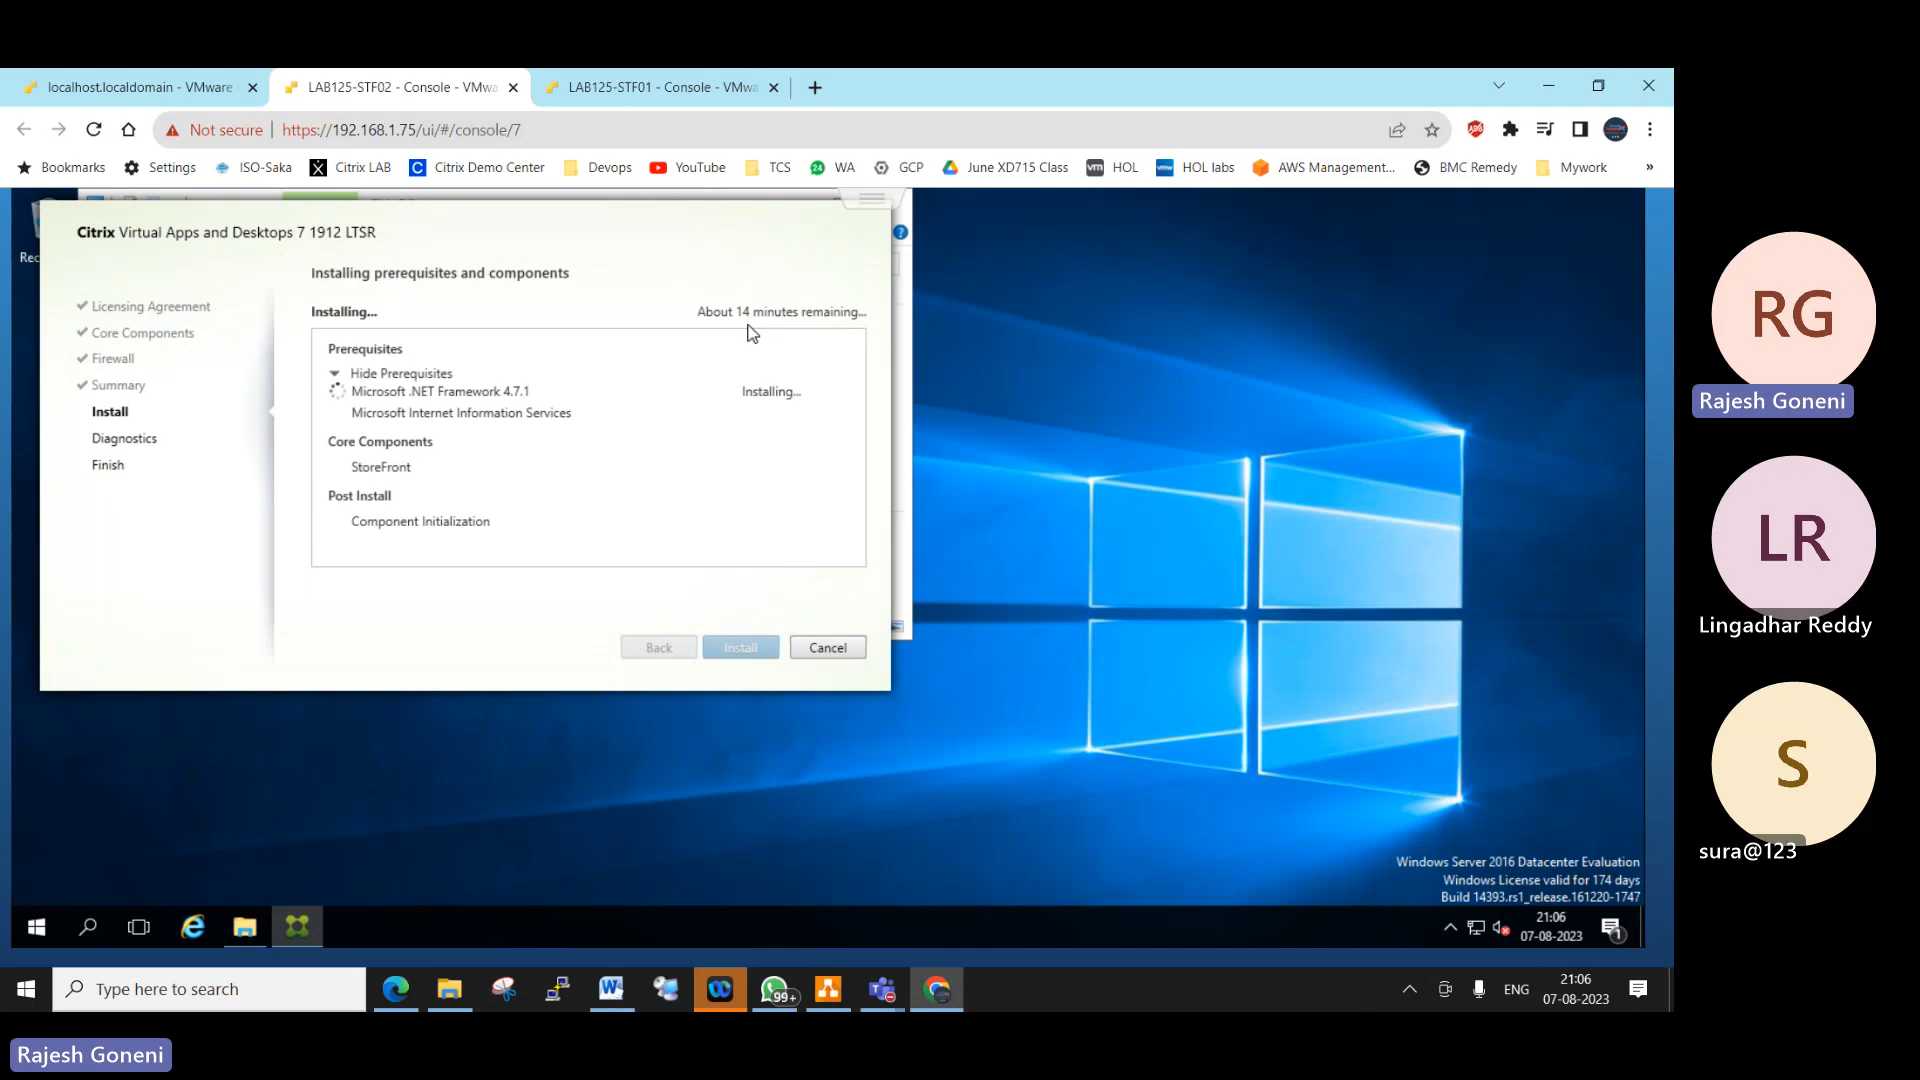 localhost.localdomain - VMware
LAB125-STF02 - Console - VMwa
LAB125-STF01 - Console - VMwa
Not secure
https://192.168.1.75/ui/#/console/7
Bookmarks
Settings
ISO-Saka
Citrix LAB
Citrix Demo Center
Devops
YouTube
TCS
24
WA
GCP
June XD715 Class
vm
HOL
vmw
HOL labs
AWS Management...
BMC Remedy
Mywork
»
Rec
Citrix Virtual Apps and Desktops 7 1912 LTSR
Licensing Agreement
Core Components
Firewall
Summary
Install
Diagnostics
Finish
Installing prerequisites and components
Installing...
About 14 minutes remaining...
Prerequisites
Hide Prerequisites
Microsoft .NET Framework 4.7.1
Installing...
Microsoft Internet Information Services
Core Components
StoreFront
Post Install
Component Initialization
Back
Install
Cancel
Windows Server 2016 Datacenter Evaluation
Windows License valid for 174 days
Build 14393.rs1_release.161220-1747
21:06
07-08-2023
1
Type here to search
99+
ENG
21:06
07-08-2023
RG
Rajesh Goneni
LR
Lingadhar Reddy
S
sura@123
Rajesh Goneni